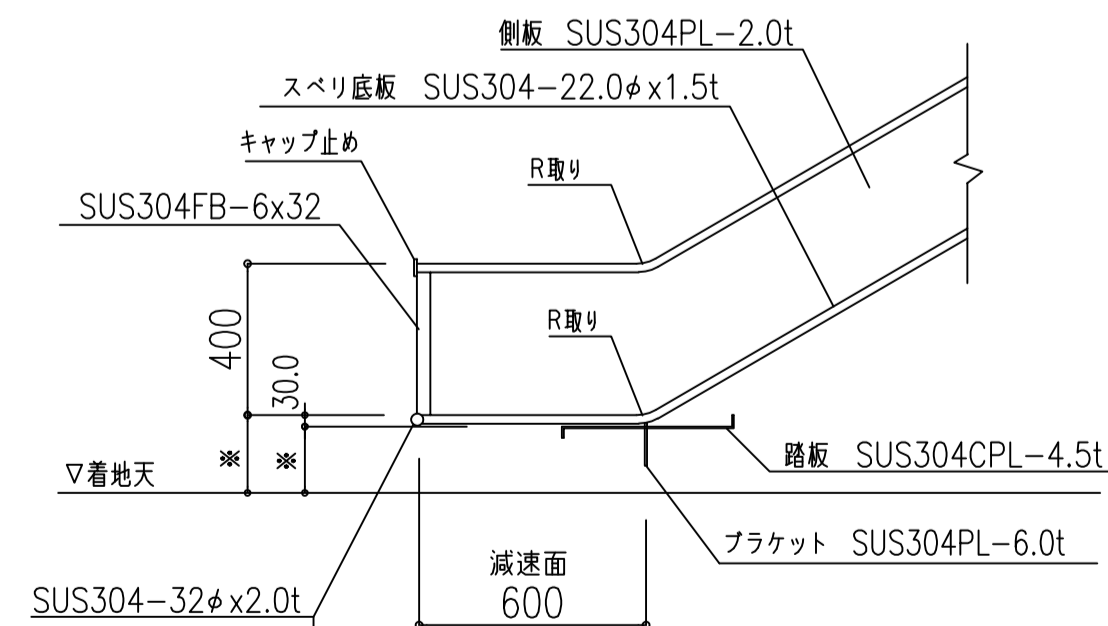 側板 SUS304PL-2.0t
スベリ底板 SUS304-22.0φx1.5t
キャップ止め
R取り
SUS304FB-6x32
400
30.0
R取り
※
※
▽着地天
踏板 SUS304CPL-4.5t
ブラケット SUS304PL-6.0t
減速面
600
SUS304-32φx2.0t